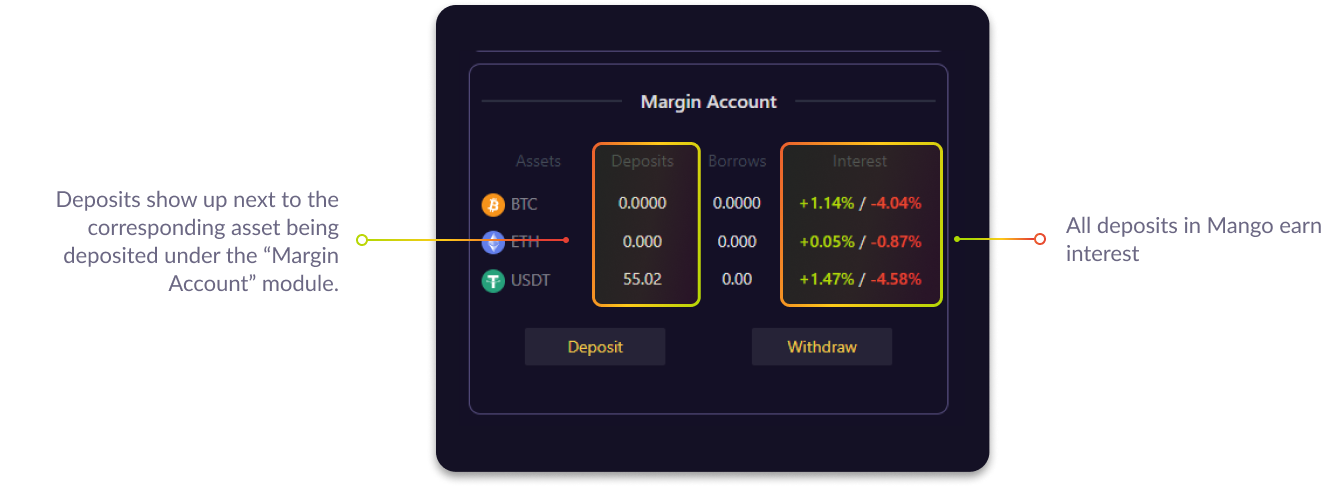 Margin Account
Assets Deposits Borrows Interest
BTC 0.0000 0.0000 +1.14% / -4.04%
ETH 0.000 0.000 +0.05% / -0.87%
USDT 55.02 0.00 +1.47% / -4.58%
Deposit Withdraw
Deposits show up next to the
corresponding asset being
deposited under the “Margin
Account” module.
All deposits in Mango earn
interest